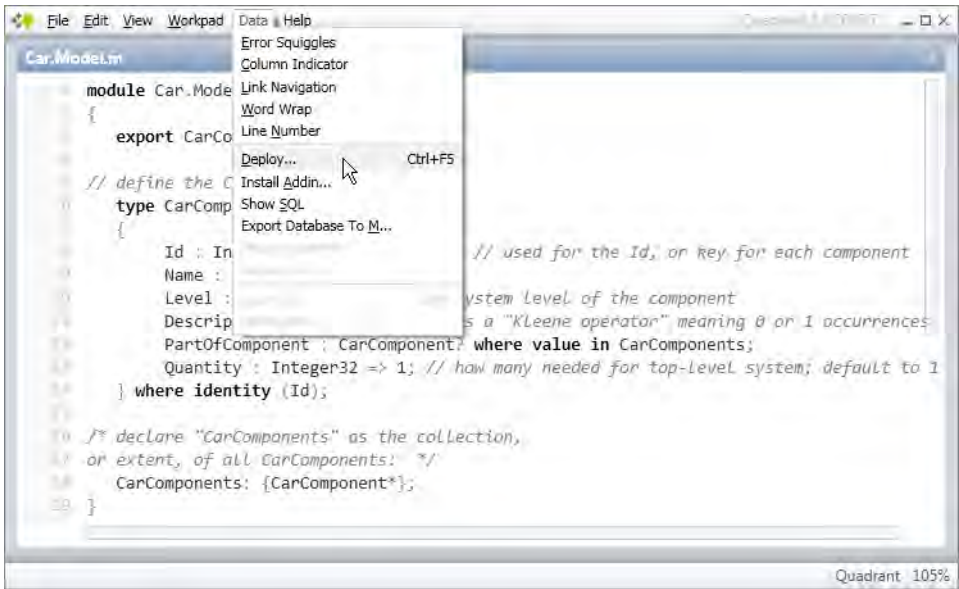 File Edit View Workpad Data Help
Car.Model.m
Error Squiggles
Column Indicator
Link Navigation
Word Wrap
Line Number
Deploy... Ctrl+F5
Install Addin...
Show SQL
Export Database To M...
module Car.Mode
{
export CarCo
// define the C
type CarComp
{
Id : In // used for the Id, or key for each component
Name :
Level : ystem level of the component
Descrip s a "Kleene operator" meaning 0 or 1 occurrences
PartOfComponent : CarComponent? where value in CarComponents;
Quantity : Integer32 => 1; // how many needed for top-level system; default to 1
} where identity (Id);
/* declare "CarComponents" as the collection,
or extent, of all CarComponents: */
CarComponents: {CarComponent*};
}
Quadrant 105%